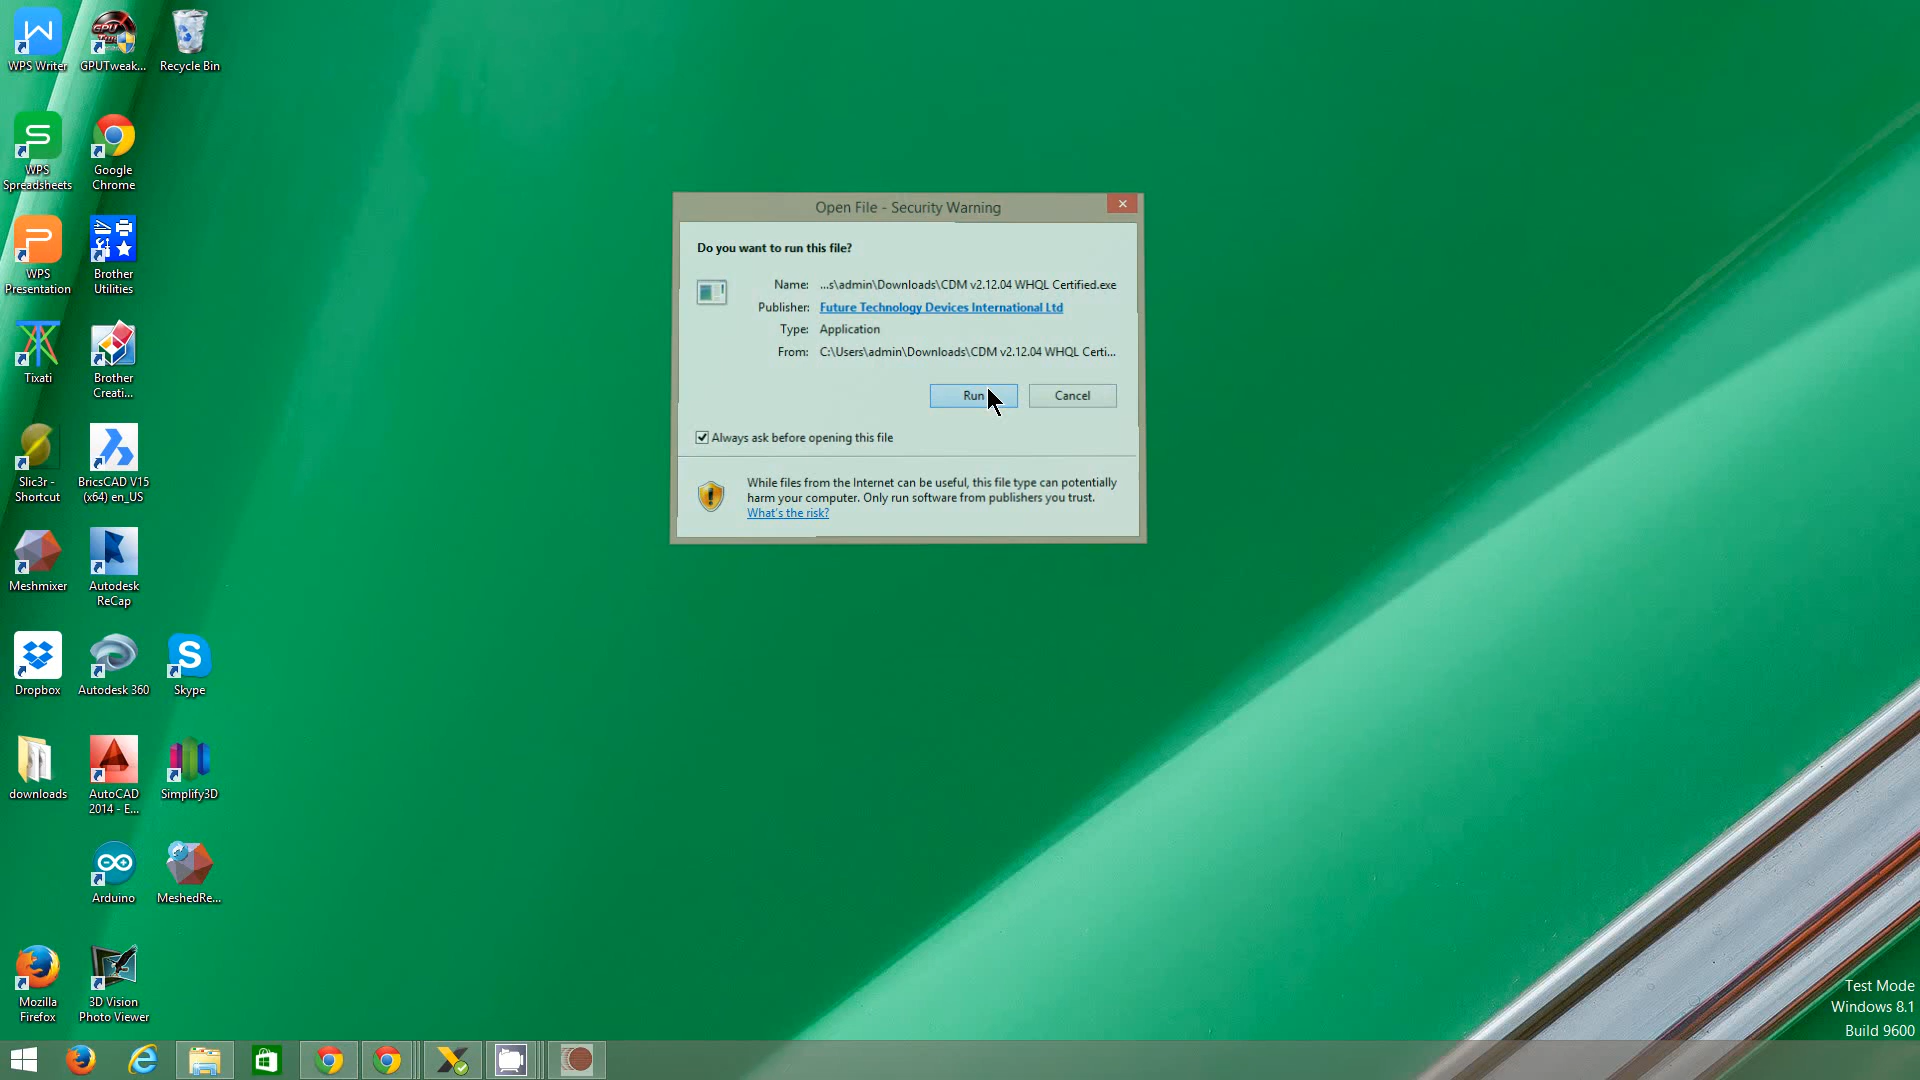 WPS Writer
GPUTweak...
Recycle Bin
WPS
Spreadsheets
Google
Chrome
WPS
Presentation
Brother
Utilities
Tixati
Brother
Creati...
Slic3r -
Shortcut
BricsCAD V15
(x64) en_US
Meshmixer
Autodesk
ReCap
Dropbox
Autodesk 360
Skype
downloads
AutoCAD
2014 - E...
Simplify3D
Arduino
MeshedRe...
Mozilla
Firefox
3D Vision
Photo Viewer
Open File - Security Warning
Do you want to run this file?
Name: ...s\admin\Downloads\CDM v2.12.04 WHQL Certified.exe
Publisher: Future Technology Devices International Ltd
Type: Application
From: C:\Users\admin\Downloads\CDM v2.12.04 WHQL Certi...
Run
Cancel
Always ask before opening this file
While files from the Internet can be useful, this file type can potentially
harm your computer. Only run software from publishers you trust.
What's the risk?
Test Mode
Windows 8.1
Build 9600